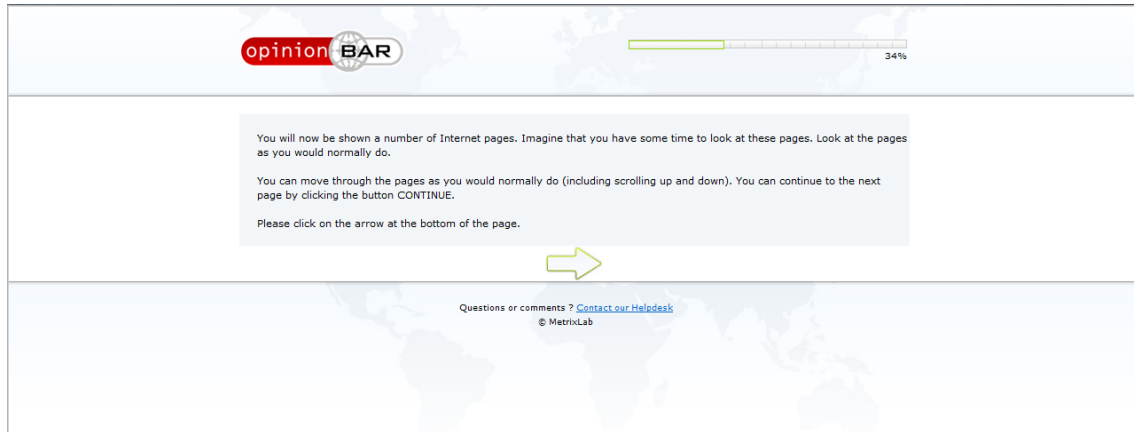 opinion BAR
34%
You will now be shown a number of Internet pages. Imagine that you have some time to look at these pages. Look at the pages
as you would normally do.
You can move through the pages as you would normally do (including scrolling up and down). You can continue to the next
page by clicking the button CONTINUE.
Please click on the arrow at the bottom of the page.
Questions or comments ? Contact our Helpdesk
© MetrixLab